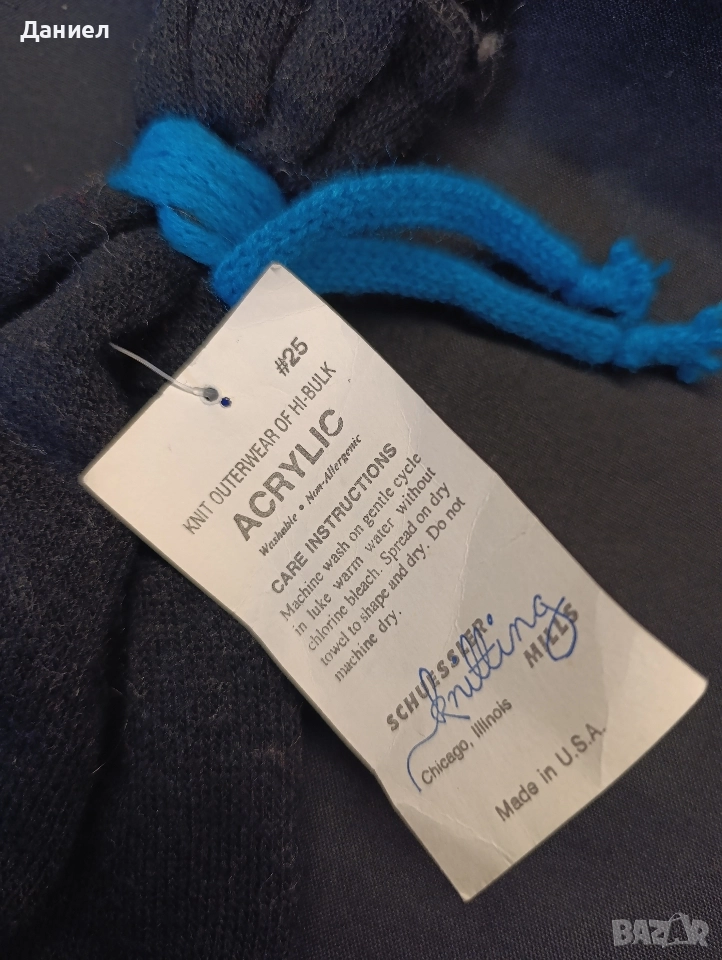 Даниел
#25
KNIT OUTERWEAR OF HI-BULK
ACRYLIC
Washable • Non-Allergenic
CARE INSTRUCTIONS
Machine wash on gentle cycle
in luke warm water without
chlorine bleach. Spread on dry
towel to shape and dry. Do not
machine dry.
SCHUESSLER
knitting
MILLS
Chicago, Illinois
Made in U.S.A.
BAZAR